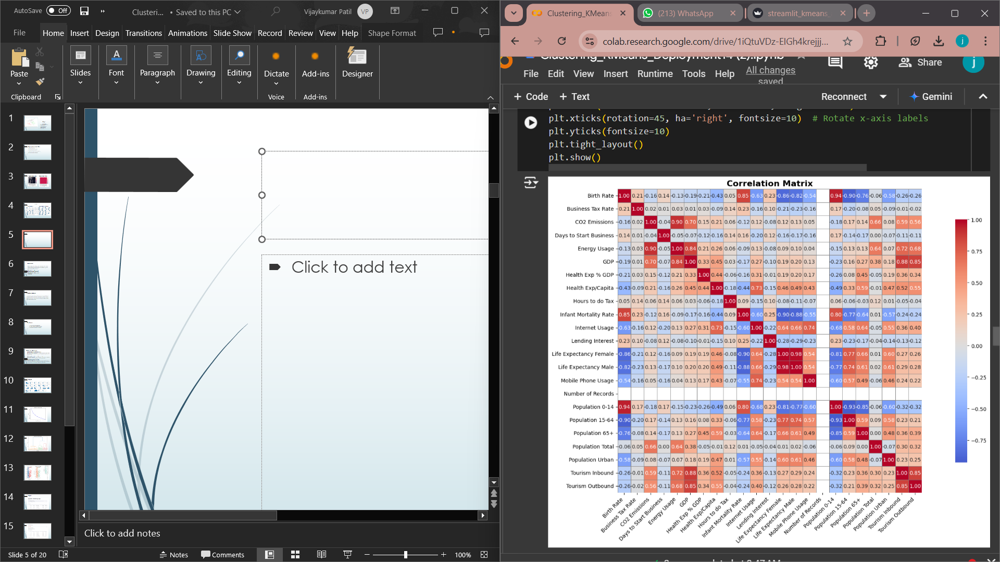 AutoSave
Off
Clusteri... • Saved to this PC
Vijaykumar Patil
VP
File
Home
Insert
Design
Transitions
Animations
Slide Show
Record
Review
View
Help
Shape Format
Paste
Slides
Font
Paragraph
Drawing
Editing
Dictate
Add-ins
Designer
Clipboard
Voice
Add-ins
1
2
3
4
5
6
7
8
9
10
11
12
13
14
15
Click to add text
Click to add notes
Slide 5 of 20
Notes
Comments
100%
Clustering_KMeans
(213) WhatsApp
streamlit_kmeans_
colab.research.google.com/drive/1iQtuVDz-EIGh4krejjj...
j
File Edit View Insert Runtime Tools Help
All changes
saved
Share
j
+ Code + Text
Reconnect
Gemini
plt.xticks(rotation=45, ha='right', fontsize=10)  # Rotate x-axis labels
plt.yticks(fontsize=10)
plt.tight_layout()
plt.show()
Correlation Matrix
Birth Rate 1.00 0.21 -0.16 0.14 -0.13 -0.19 -0.21 -0.43 0.05 0.85 -0.63 0.23 -0.86 -0.82 -0.54 0.94 -0.90 -0.76 -0.06 -0.58 -0.26 -0.26
Business Tax Rate 0.21 1.00 0.02 0.01 0.03 0.01 0.03 -0.09 0.14 0.23 -0.16 0.10 -0.21 -0.23 -0.16 0.17 -0.20 -0.08 0.05 -0.09 -0.01 -0.02
CO2 Emissions -0.16 0.02 1.00 -0.04 0.90 0.70 0.15 0.21 0.06 -0.12 0.12 -0.08 0.12 0.13 0.05 -0.18 0.17 0.14 0.66 0.08 0.59 0.56
Days to Start Business 0.14 0.01 -0.04 1.00 -0.05 -0.07 -0.12 -0.16 0.14 0.16 -0.20 0.12 -0.16 -0.17 -0.16 0.17 -0.14 -0.17 0.00 -0.07 -0.11 -0.11
Energy Usage -0.13 0.03 0.90 -0.05 1.00 0.84 0.21 0.26 0.06 -0.09 0.13 -0.08 0.09 0.10 0.04 -0.15 0.13 0.13 0.64 0.07 0.72 0.68
GDP -0.19 0.01 0.70 -0.07 0.84 1.00 0.33 0.45 0.03 -0.17 0.27 -0.10 0.19 0.20 0.13 -0.23 0.16 0.27 0.38 0.18 0.88 0.85
Health Exp % GDP -0.21 0.03 0.15 -0.12 0.21 0.33 1.00 0.44 -0.06 -0.16 0.31 -0.01 0.19 0.20 0.17 -0.26 0.08 0.45 -0.05 0.19 0.36 0.34
Health Exp/Capita -0.43 -0.09 0.21 -0.16 0.26 0.45 0.44 1.00 -0.18 -0.44 0.73 -0.15 0.46 0.49 0.43 -0.49 0.33 0.59 -0.01 0.47 0.52 0.55
Hours to do Tax 0.05 0.14 0.06 0.14 0.06 0.03 -0.06 -0.18 1.00 0.09 -0.15 0.10 -0.08 -0.11 -0.07 0.06 -0.06 -0.03 0.12 0.01 -0.05 -0.04
Infant Mortality Rate 0.85 0.23 -0.12 0.16 -0.09 -0.17 -0.16 -0.44 0.09 1.00 -0.60 0.25 -0.90 -0.88 -0.55 0.80 -0.77 -0.64 0.01 -0.57 -0.24 -0.24
Internet Usage -0.63 -0.16 0.12 -0.20 0.13 0.27 0.31 0.73 -0.15 -0.60 1.00 -0.22 0.64 0.66 0.74 -0.68 0.58 0.64 -0.05 0.55 0.36 0.40
Lending Interest 0.23 0.10 -0.08 0.12 -0.08 -0.10 -0.01 -0.15 0.10 0.25 -0.22 1.00 -0.28 -0.29 -0.23 0.23 -0.23 -0.17 -0.04 -0.14 -0.13 -0.12
Life Expectancy Female -0.86 -0.21 0.12 -0.16 0.09 0.19 0.19 0.46 -0.08 -0.90 0.64 -0.28 1.00 0.98 0.54 -0.81 0.77 0.66 0.01 0.60 0.27 0.26
Life Expectancy Male -0.82 -0.23 0.13 -0.17 0.10 0.20 0.20 0.49 -0.11 -0.88 0.66 -0.29 0.98 1.00 0.54 -0.77 0.74 0.61 0.02 0.61 0.29 0.28
Mobile Phone Usage -0.54 -0.16 0.05 -0.16 0.04 0.13 0.17 0.43 -0.07 -0.55 0.74 -0.23 0.54 0.54 1.00 -0.60 0.57 0.49 -0.06 0.46 0.24 0.22
Number of Records
Population 0-14 0.94 0.17 -0.18 0.17 -0.15 -0.23 -0.26 -0.49 0.06 0.80 -0.68 0.23 -0.81 -0.77 -0.60 1.00 -0.93 -0.85 -0.06 -0.60 -0.32 -0.32
Population 15-64 -0.90 -0.20 0.17 -0.14 0.13 0.16 0.08 0.33 -0.06 -0.77 0.58 -0.23 0.77 0.74 0.57 -0.93 1.00 0.59 0.09 0.58 0.23 0.21
Population 65+ -0.76 -0.08 0.14 -0.17 0.13 0.27 0.45 0.59 -0.03 -0.64 0.64 -0.17 0.66 0.61 0.49 -0.85 0.59 1.00 0.00 0.48 0.36 0.39
Population Total -0.06 0.05 0.66 0.00 0.64 0.38 -0.05 -0.01 0.12 0.01 -0.05 -0.04 0.01 0.02 -0.06 -0.06 0.09 0.00 1.00 -0.07 0.30 0.32
Population Urban -0.58 -0.09 0.08 -0.07 0.07 0.18 0.19 0.47 0.01 -0.57 0.55 -0.14 0.60 0.61 0.46 -0.60 0.58 0.48 -0.07 1.00 0.23 0.25
Tourism Inbound -0.26 -0.01 0.59 -0.11 0.72 0.88 0.36 0.52 -0.05 -0.24 0.36 -0.13 0.27 0.29 0.24 -0.32 0.23 0.36 0.30 0.23 1.00 0.85
Tourism Outbound -0.26 -0.02 0.56 -0.11 0.68 0.85 0.34 0.55 -0.04 -0.24 0.40 -0.12 0.26 0.28 0.22 -0.32 0.21 0.39 0.32 0.25 0.85 1.00
Birth Rate
Business Tax Rate
CO2 Emissions
Days to Start Business
Energy Usage
GDP
Health Exp % GDP
Health Exp/Capita
Hours to do Tax
Infant Mortality Rate
Internet Usage
Lending Interest
Life Expectancy Female
Life Expectancy Male
Mobile Phone Usage
Number of Records
Population 0-14
Population 15-64
Population 65+
Population Total
Population Urban
Tourism Inbound
Tourism Outbound
1.00
0.75
0.50
0.25
0.00
−0.25
−0.50
−0.75